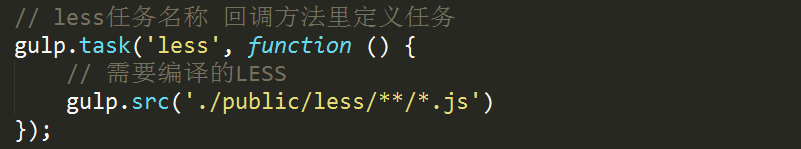 // less任务名称 回调方法里定义任务
gulp.task('less', function () {
    // 需要编译的LESS
    gulp.src('./public/less/**/*.js')
});